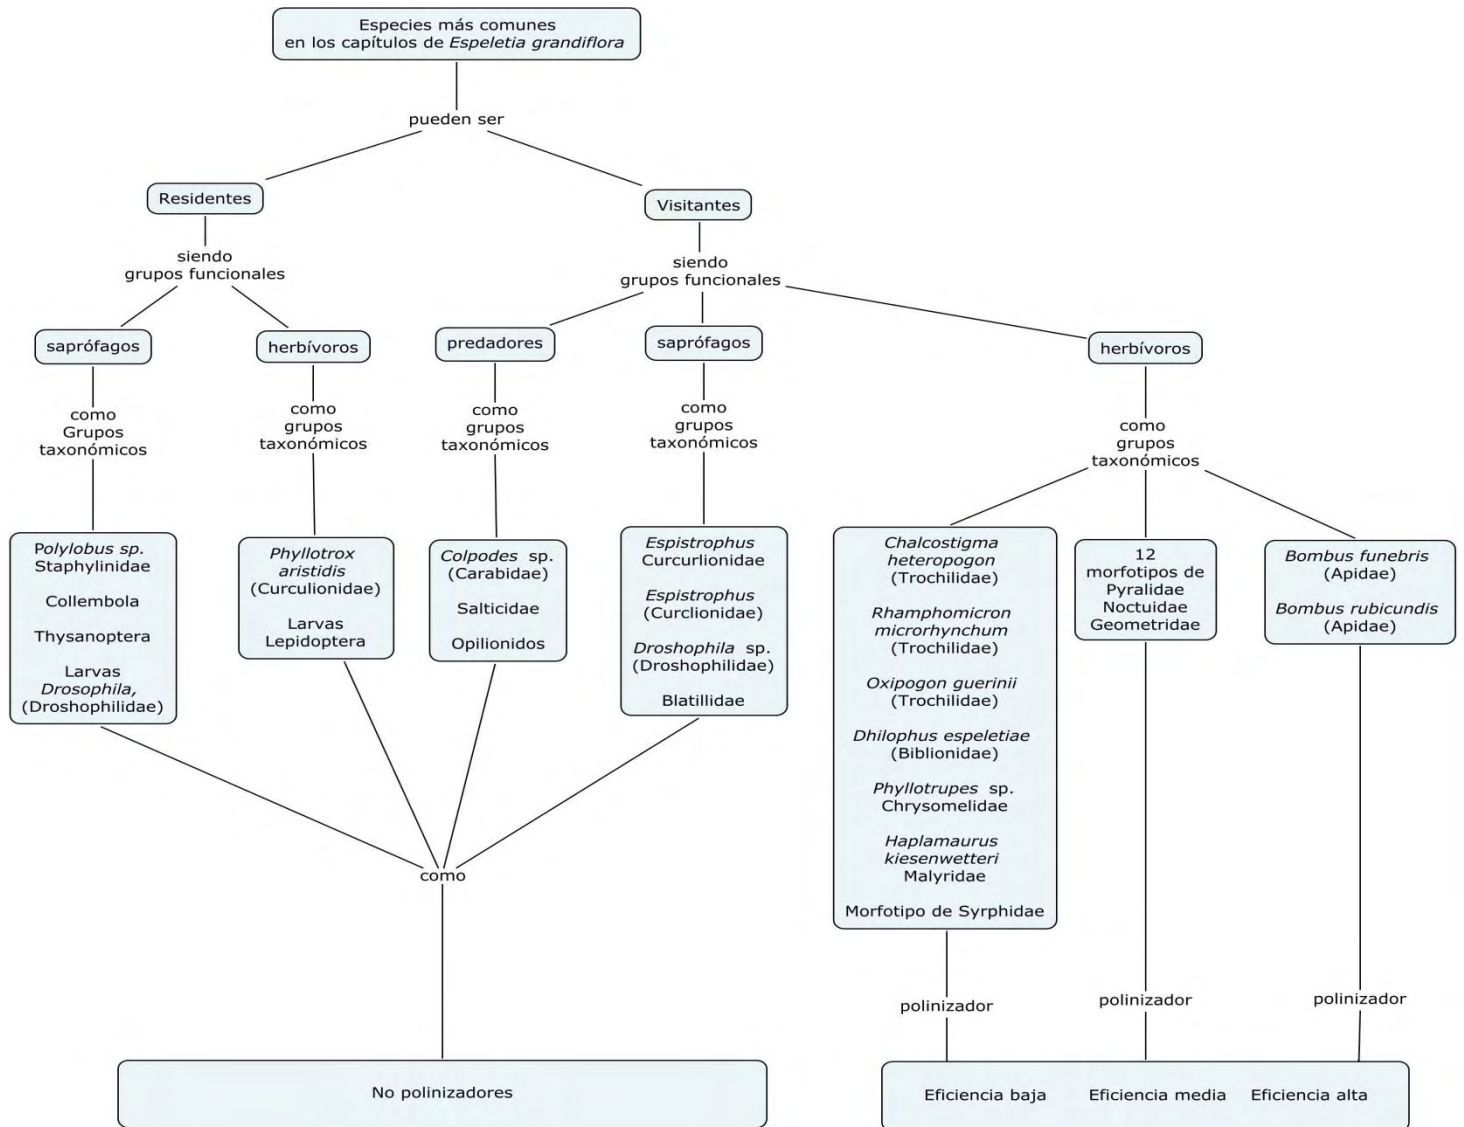 Especies más comunes
en los capítulos de Espeletia grandiflora
pueden ser
Residentes
Visitantes
siendo
grupos funcionales
siendo
grupos funcionales
saprófagos
herbívoros
predadores
saprófagos
herbívoros
como
Grupos
taxonómicos
como
grupos
taxonómicos
como
grupos
taxonómicos
como
grupos
taxonómicos
como
grupos
taxonómicos
Polylobus sp.
Staphylinidae
Collembola
Thysanoptera
Larvas
Drosophila,
(Droshophilidae)
Phyllotrox
aristidis
(Curculionidae)
Larvas
Lepidoptera
Colpodes sp.
(Carabidae)
Salticidae
Opilionidos
Espistrophus
Curcurlionidae
Espistrophus
(Curclionidae)
Droshophila sp.
(Droshophilidae)
Blatillidae
Chalcostigma
heteropogon
(Trochilidae)
Rhamphomicron
microrhynchum
(Trochilidae)
Oxipogon guerinii
(Trochilidae)
Dhilophus espeletiae
(Biblionidae)
Phyllotrupes sp.
Chrysomelidae
Haplamaurus
kiesenwetteri
Malyridae
Morfotipo de Syrphidae
12
morfotipos de
Pyralidae
Noctuidae
Geometridae
Bombus funebris
(Apidae)
Bombus rubicundis
(Apidae)
como
polinizador
polinizador
polinizador
No polinizadores
Eficiencia baja
Eficiencia media
Eficiencia alta